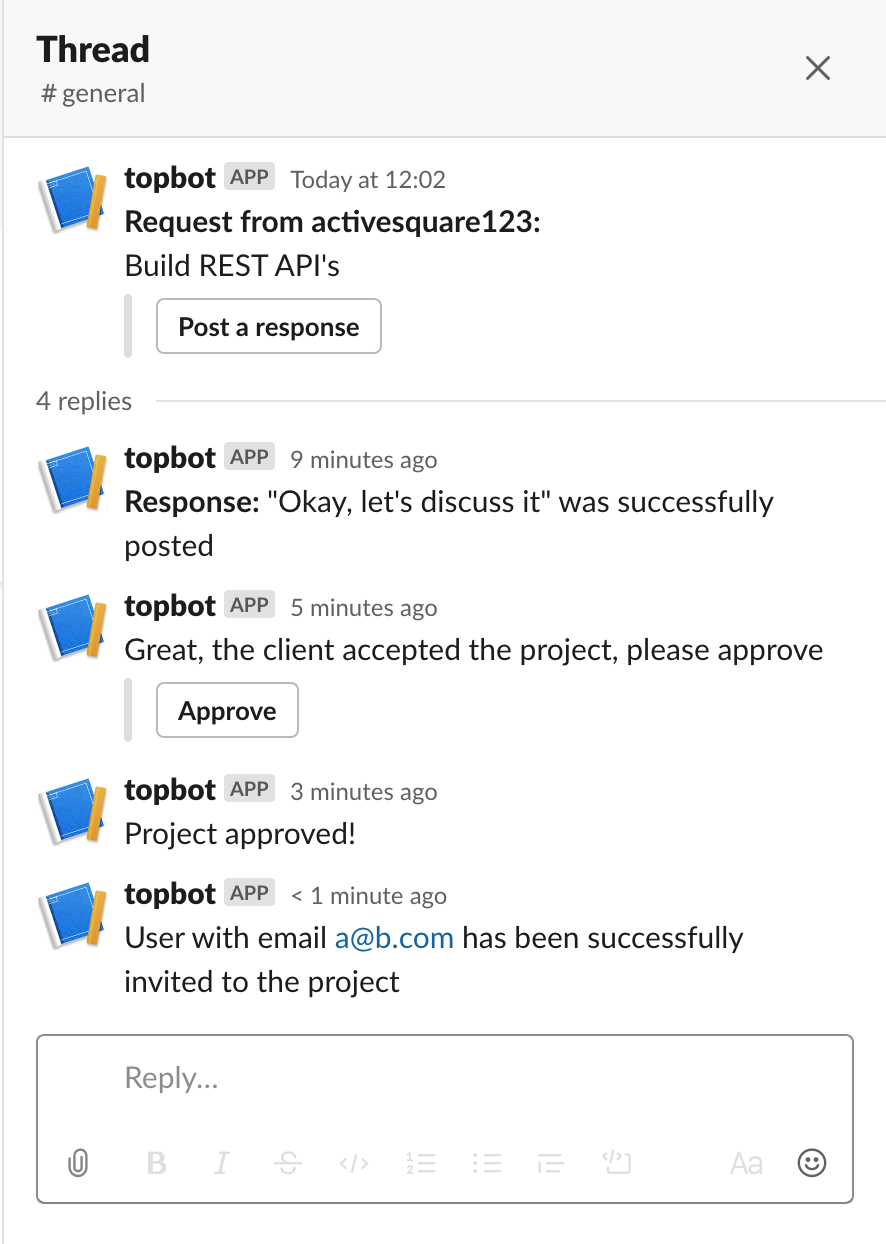 Thread
# general
topbot APP Today at 12:02
Request from activesquare123:
Build REST API's
Post a response
4 replies
topbot APP 9 minutes ago
Response: "Okay, let's discuss it" was successfully
posted
topbot APP 5 minutes ago
Great, the client accepted the project, please approve
Approve
topbot APP 3 minutes ago
Project approved!
topbot APP < 1 minute ago
User with email a@b.com has been successfully
invited to the project
Reply...
B I S </> Aa